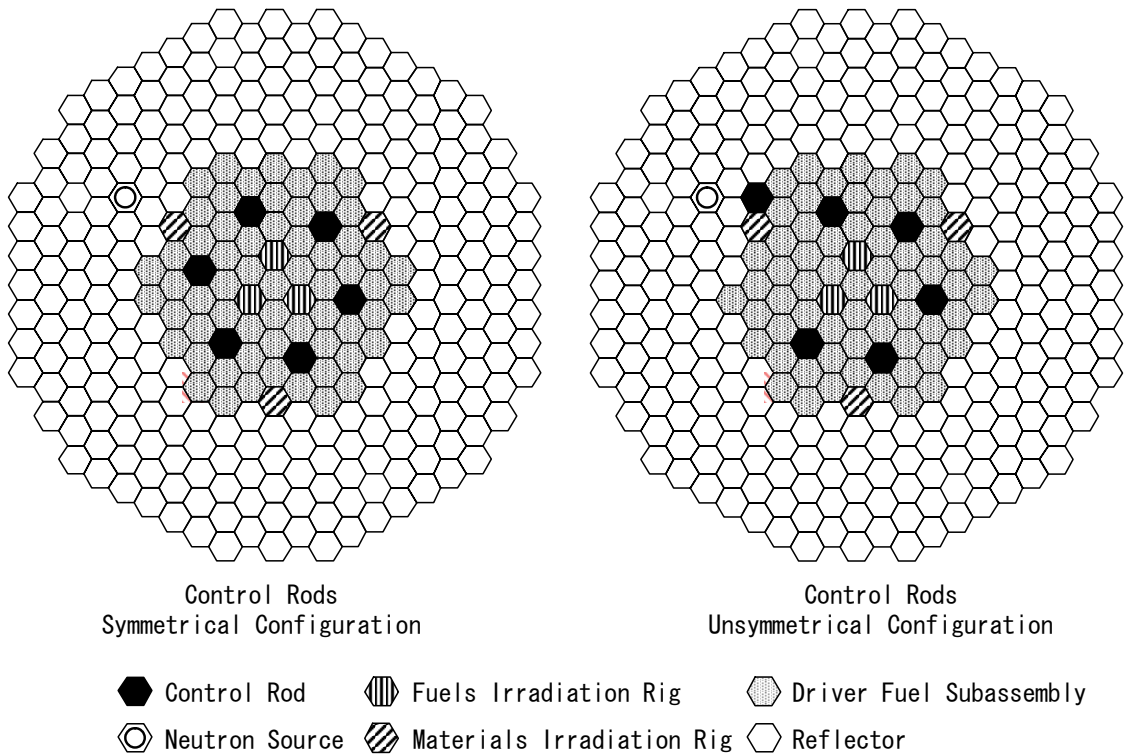 Control Rods
Symmetrical Configuration
Control Rods
Unsymmetrical Configuration
Control Rod
Fuels Irradiation Rig
Driver Fuel Subassembly
Neutron Source
Materials Irradiation Rig
Reflector